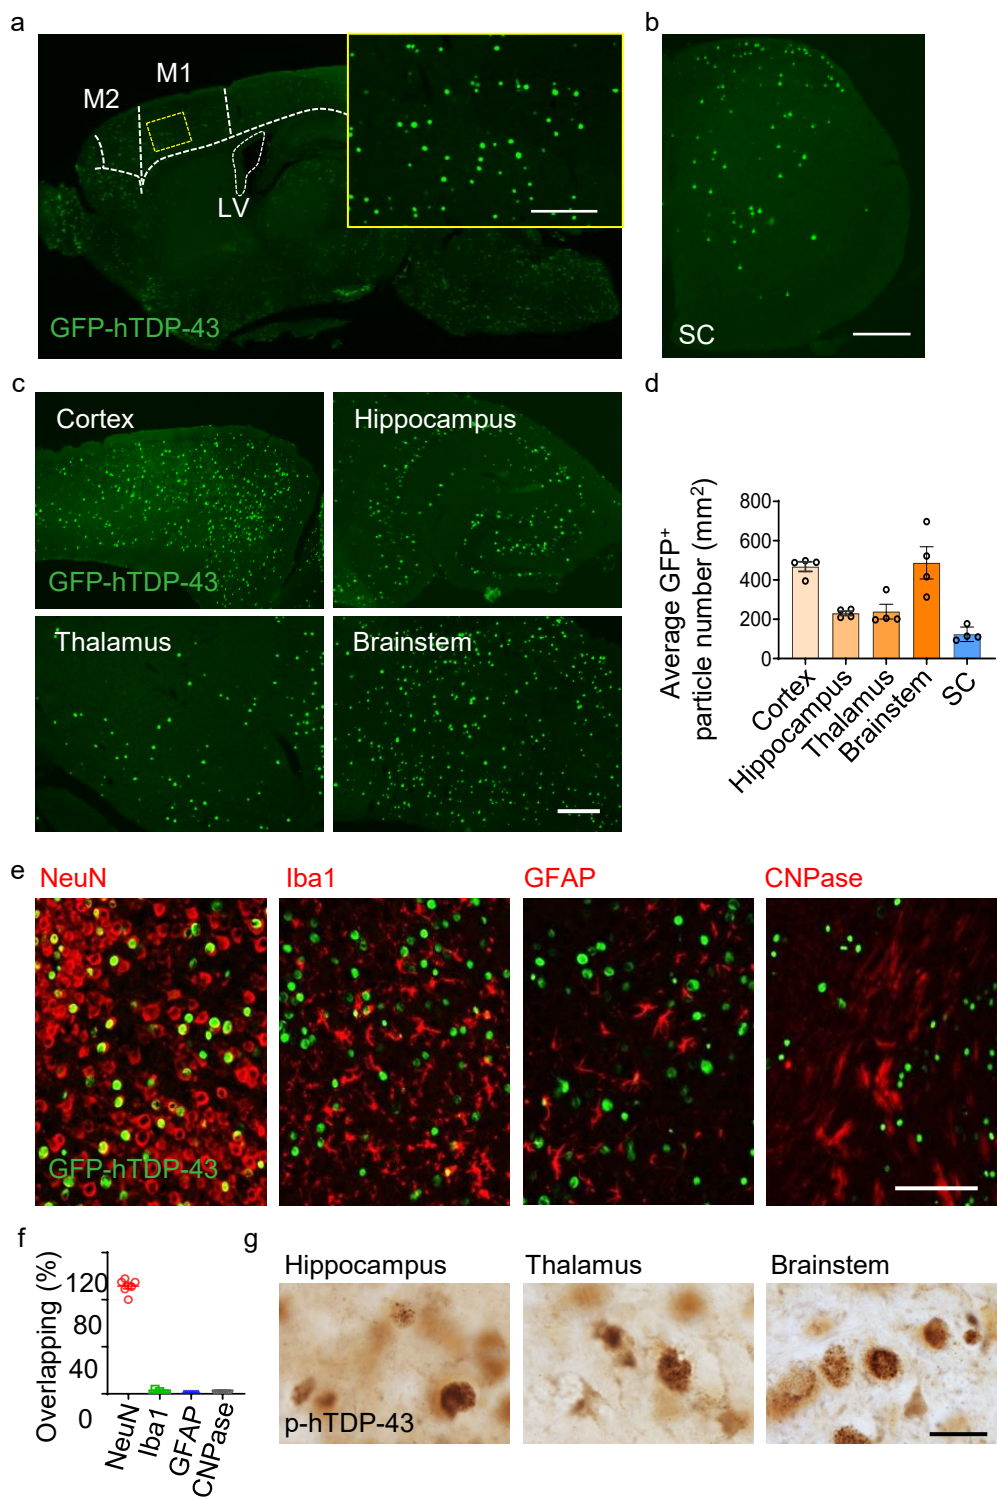 a
M1
M2
LV
GFP-hTDP-43
b
SC
c
Cortex
Hippocampus
GFP-hTDP-43
Thalamus
Brainstem
d
Average GFP⁺
particle number (mm²)
800
600
400
200
0
Cortex
Hippocampus
Thalamus
Brainstem
SC
e
NeuN
Iba1
GFAP
CNPase
GFP-hTDP-43
f
Overlapping (%)
120
80
40
0
NeuN
Iba1
GFAP
CNPase
g
Hippocampus
Thalamus
Brainstem
p-hTDP-43